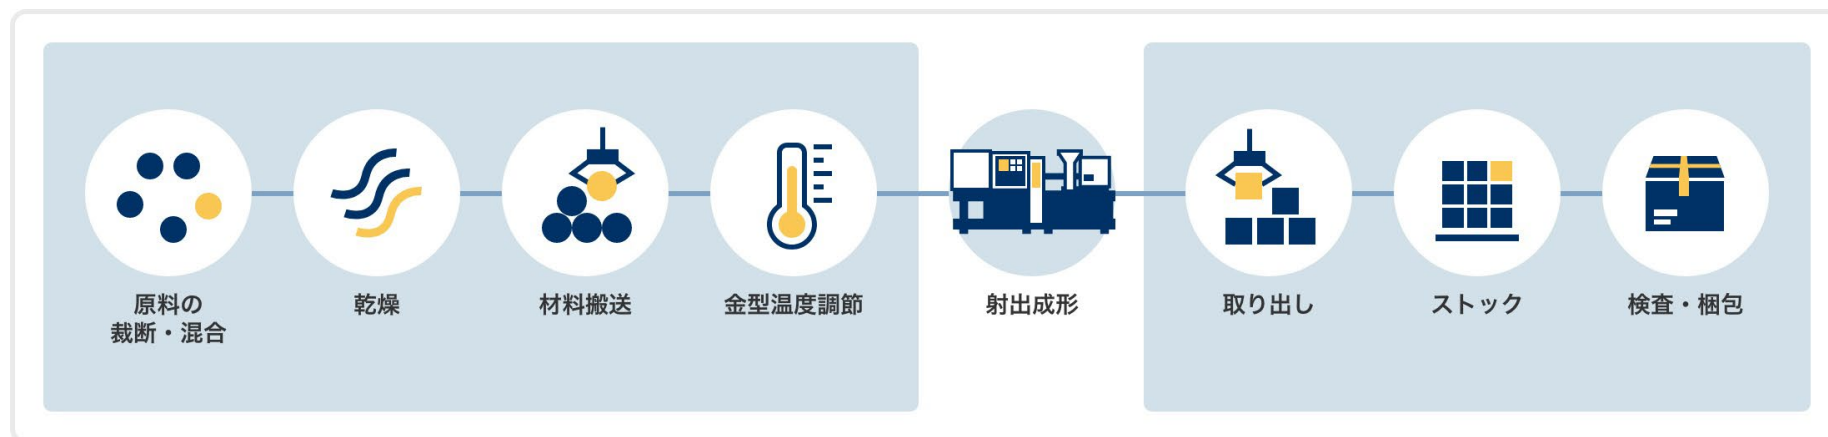 原料の
裁断・混合
乾燥
材料搬送
金型温度調節
射出成形
取り出し
ストック
検査・梱包